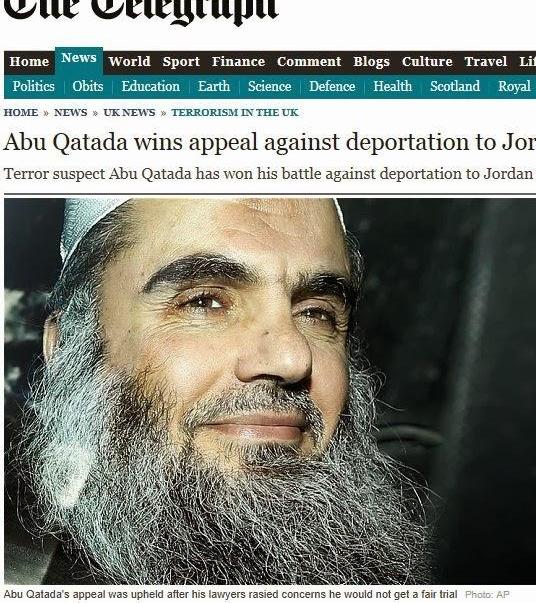 The Telegraph
Home News World Sport Finance Comment Blogs Culture Travel
Politics Obits Education Earth Science Defence Health Scotland Royal
HOME » NEWS » UK NEWS » TERRORISM IN THE UK
Abu Qatada wins appeal against deportation to
Terror suspect Abu Qatada has won his battle against deportation to Jordan
Abu Qatada's appeal was upheld after his lawyers rasied concerns he would not get a fair trial Photo: AP